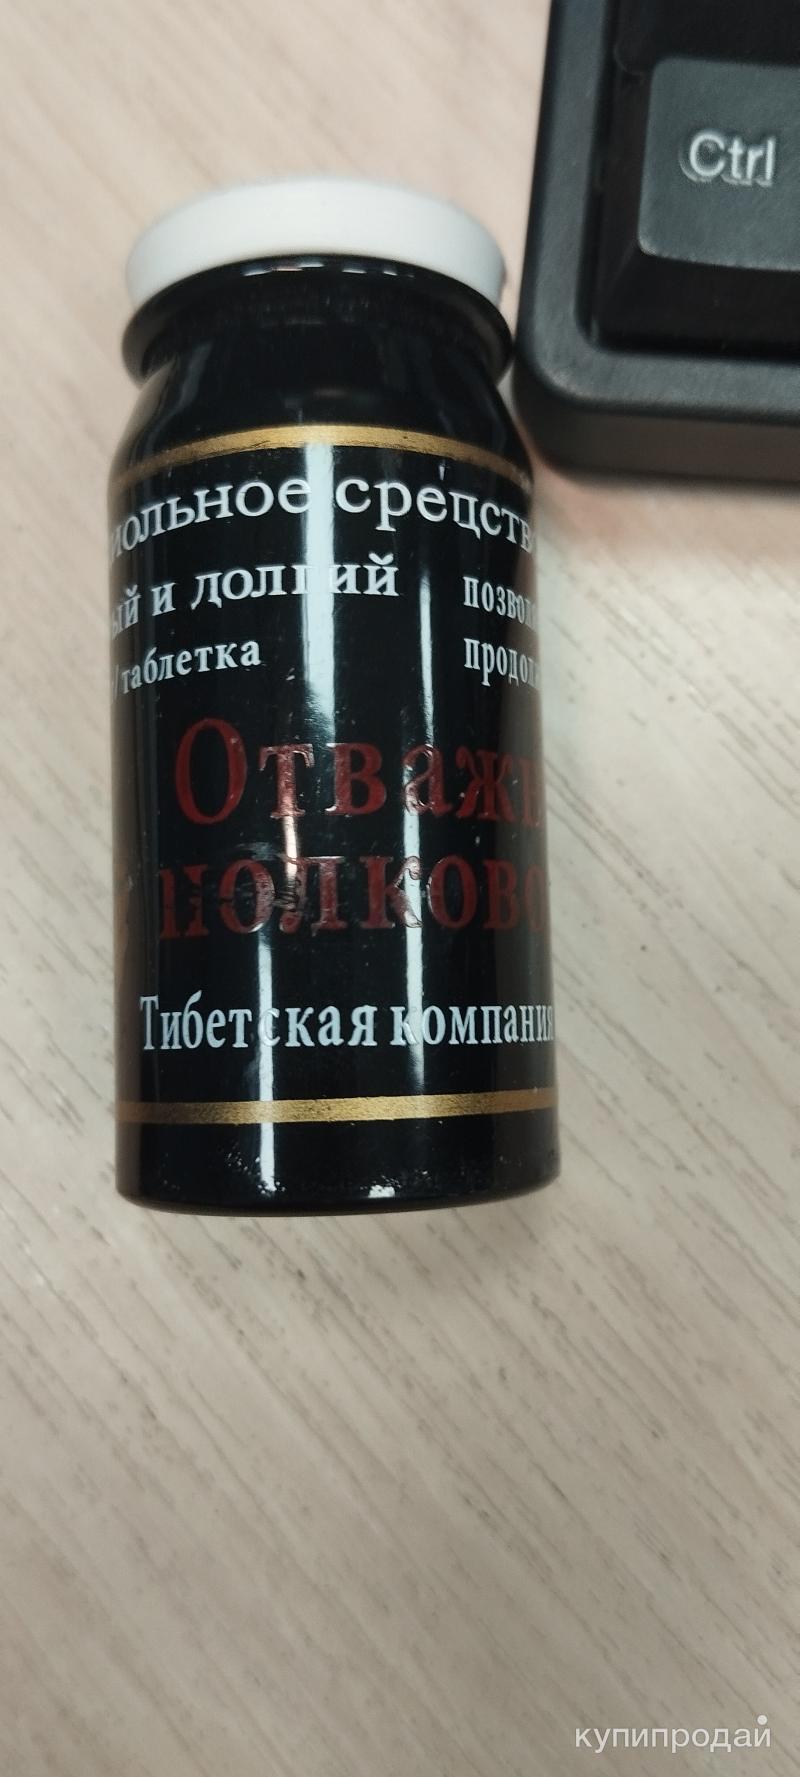 Ctrl
иольное средство
ый и долгий
/таблетка
позвол
продол
Отважн
полково
Тибетская компания
купипродай